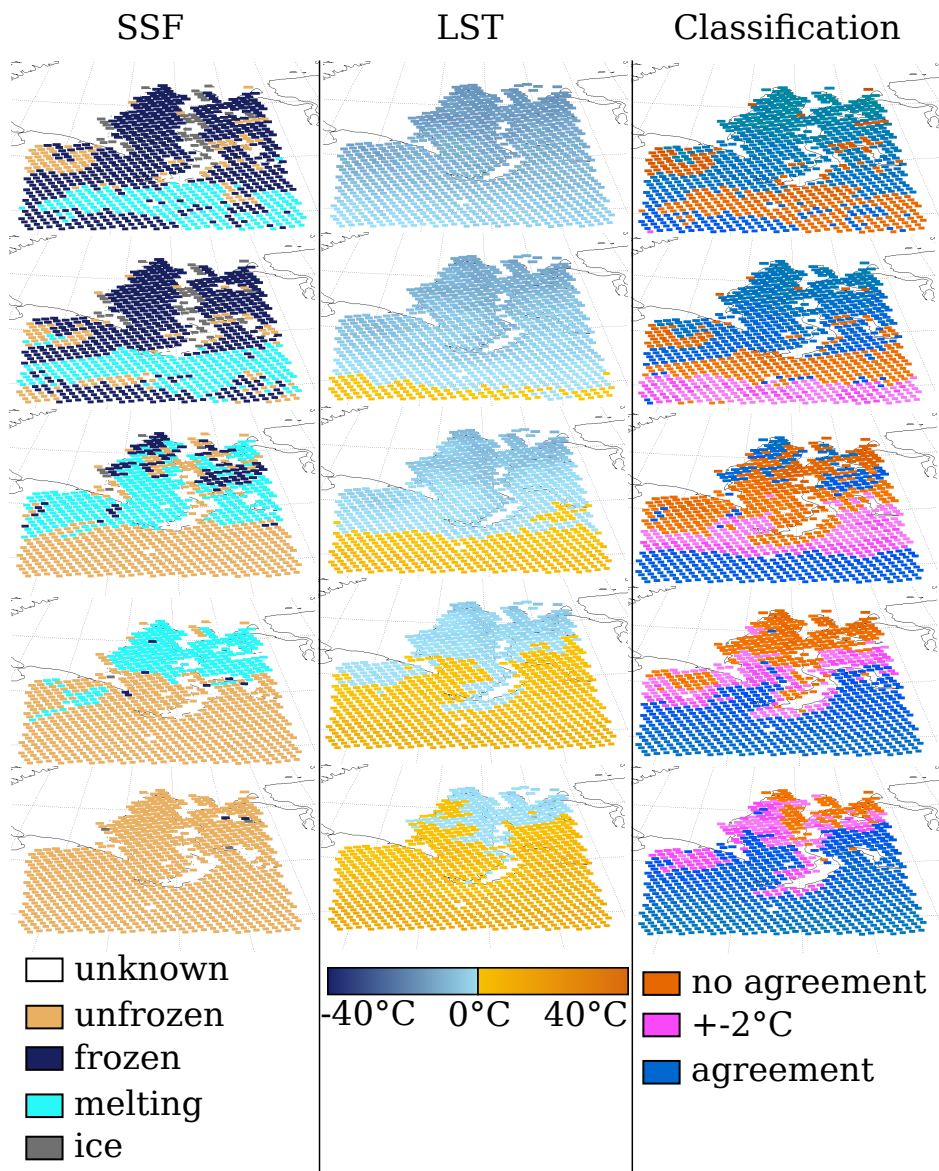 SSF LST Classification
unknown
unfrozen
frozen
melting
ice
-40°C 0°C 40°C
no agreement
+-2°C
agreement